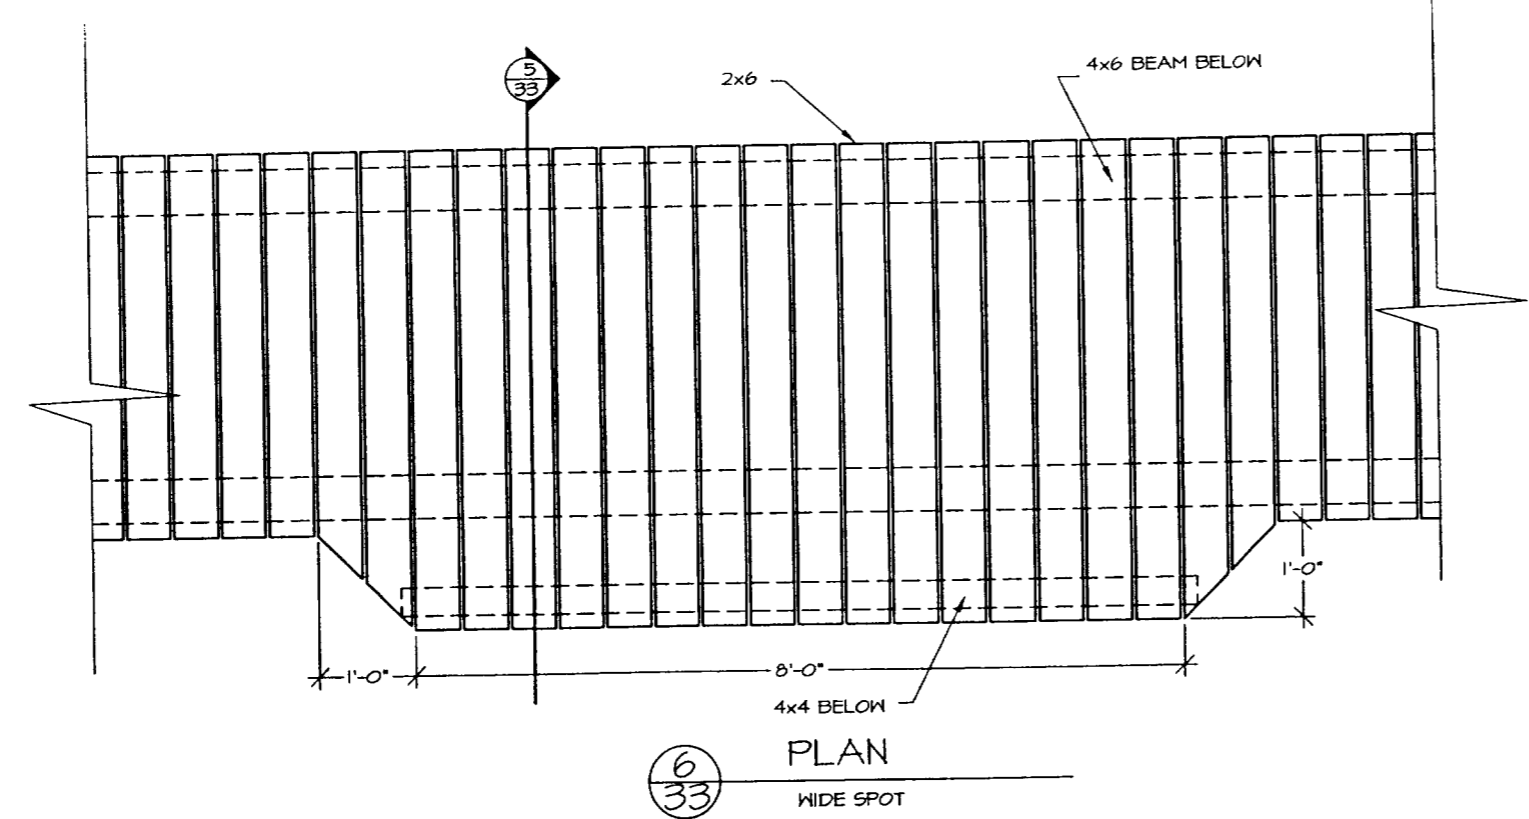 5
33
2x6
4x6 BEAM BELOW
1'-0"
1'-0"
8'-0"
4x4 BELOW
6
33
PLAN
WIDE SPOT